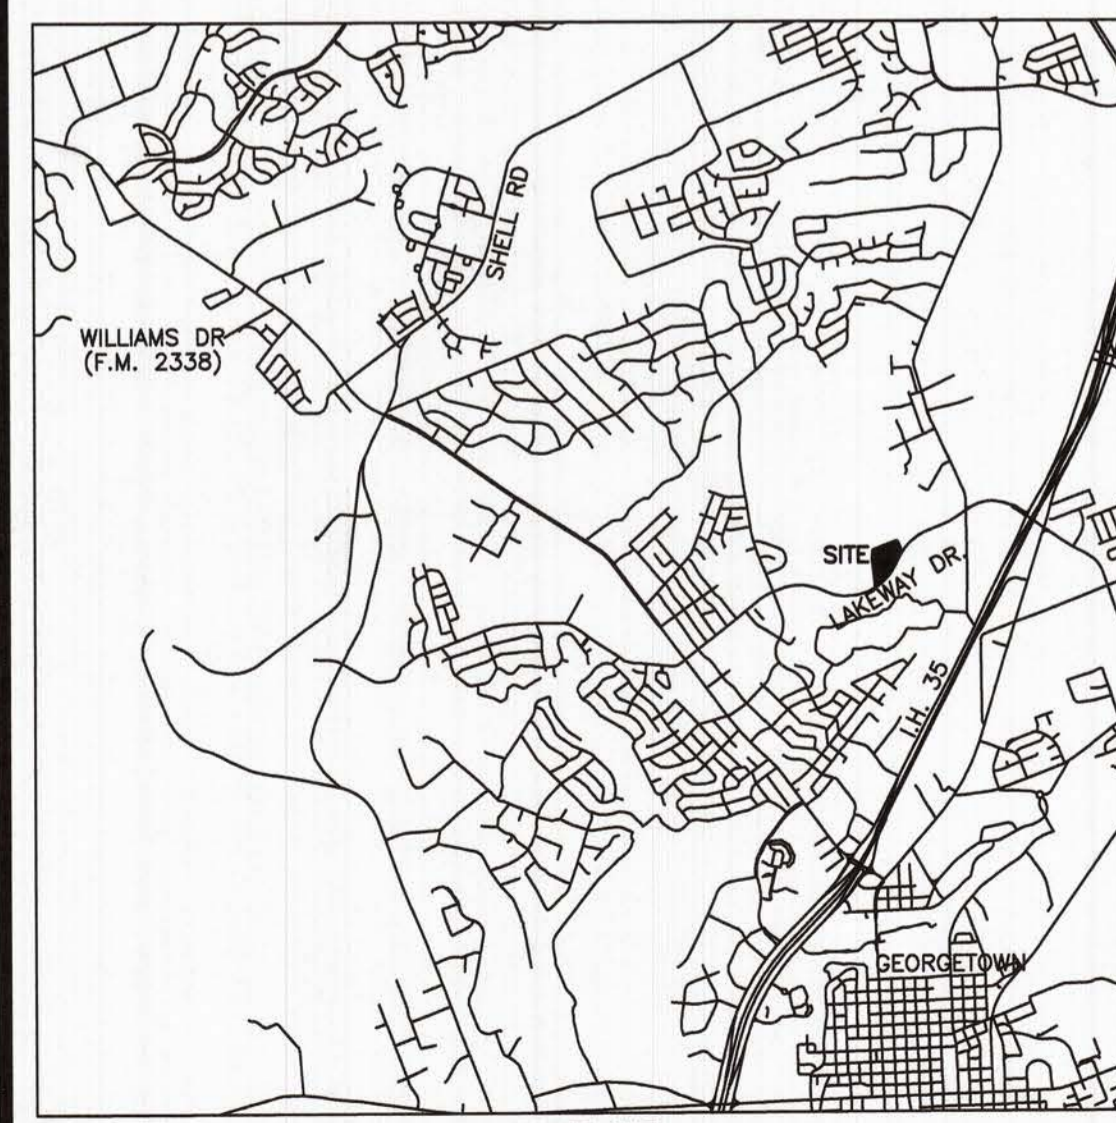 SHELL RD
WILLIAMS DR
(F.M. 2338)
SITE
LAKEWAY DR.
I.H. 35
GEORGETOWN